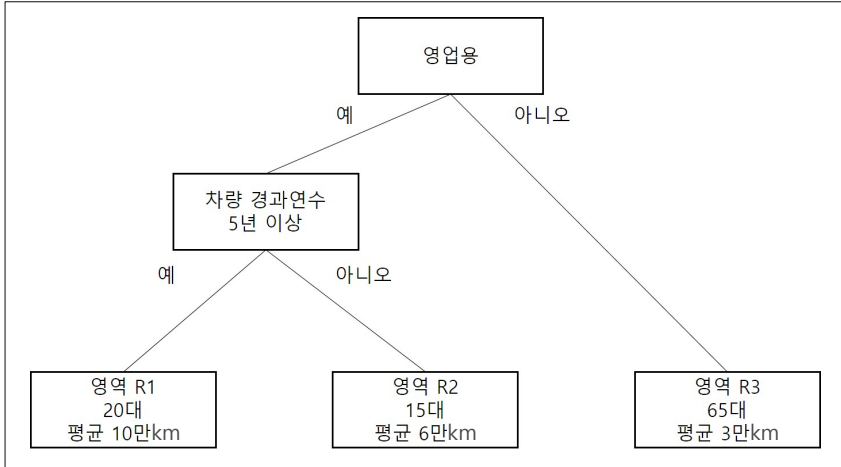 영업용
예
아니오
차량 경과연수
5년 이상
예
아니오
영역 R1
20대
평균 10만km
영역 R2
15대
평균 6만km
영역 R3
65대
평균 3만km